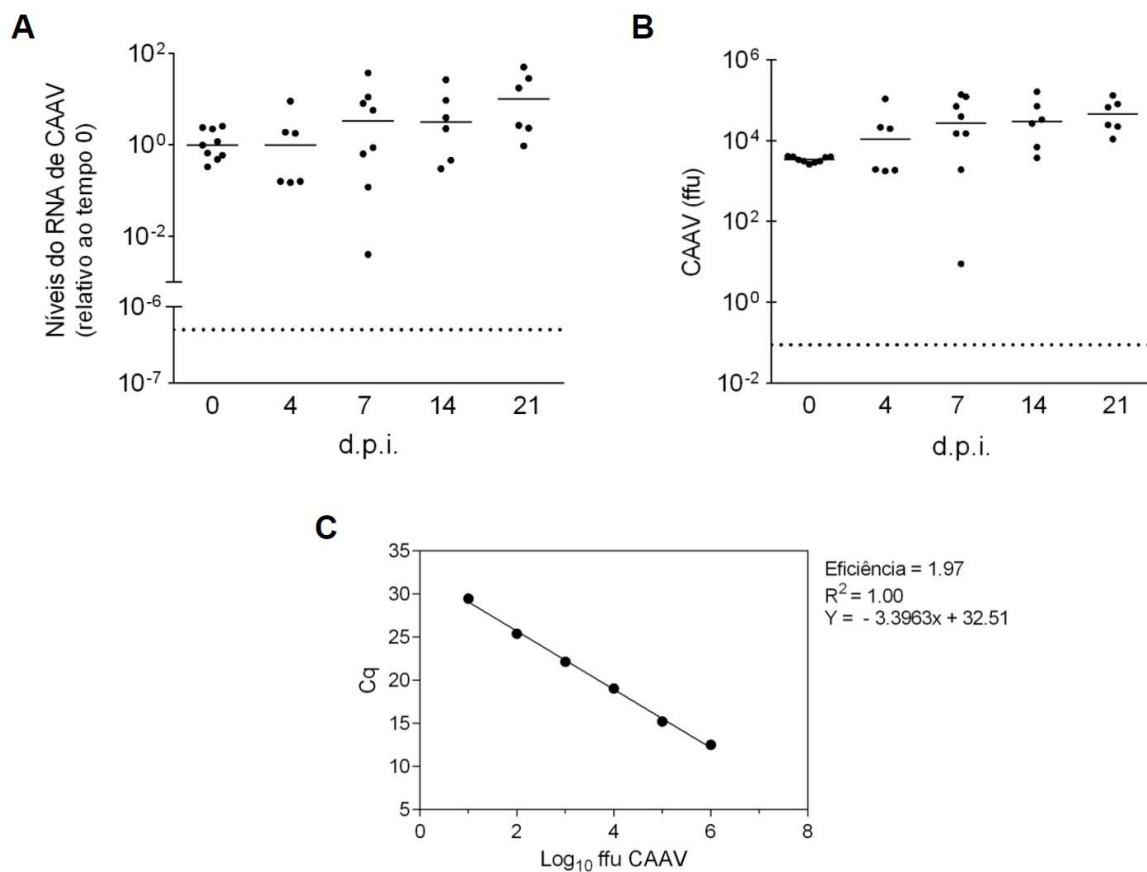 A
Níveis do RNA de CAAV
(relativo ao tempo 0)
10²
10⁰
10⁻²
10⁻⁶
10⁻⁷
0 4 7 14 21
d.p.i.
B
CAAV (ffu)
10⁶
10⁴
10²
10⁰
10⁻²
0 4 7 14 21
d.p.i.
C
Cq
35
30
25
20
15
10
5
0 2 4 6 8
Log₁₀ ffu CAAV
Eficiência = 1.97
R² = 1.00
Y = - 3.3963x + 32.51